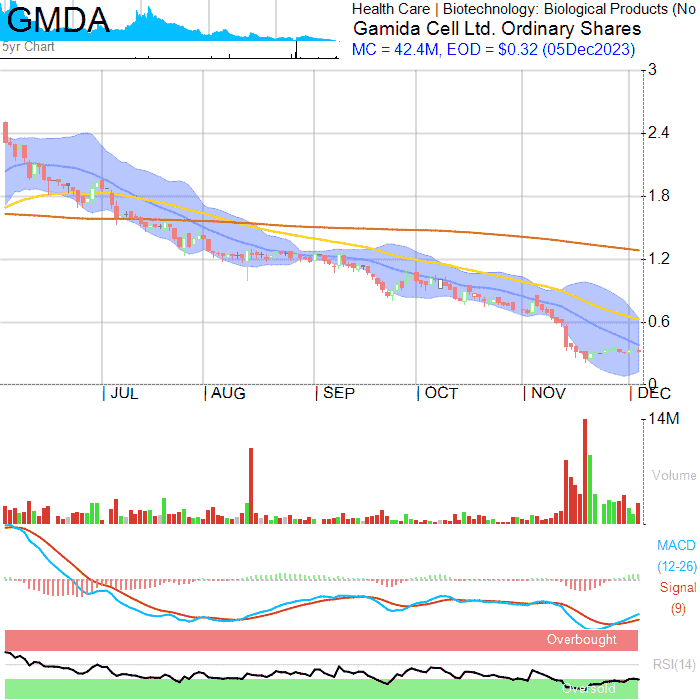 GMDA
5yr Chart
Health Care | Biotechnology: Biological Products (No
Gamida Cell Ltd. Ordinary Shares
MC = 42.4M, EOD = $0.32 (05Dec2023)
3
2.4
1.8
1.2
0.6
0
JUL AUG SEP OCT NOV DEC
14M
Volume
MACD
(12-26)
Signal
(9)
Overbought
RSI(14)
Oversold